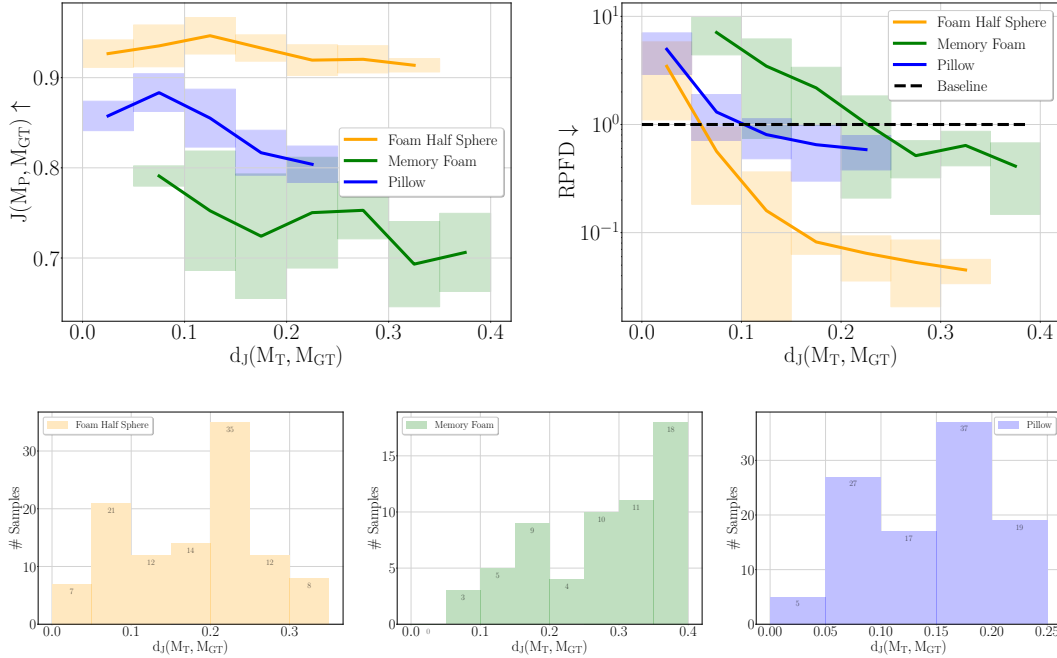 J(M_P, M_GT) ↑
0.9
0.8
0.7
Foam Half Sphere
Memory Foam
Pillow
0.0 0.1 0.2 0.3 0.4
d_J(M_T, M_GT)
RPFD ↓
10^1
10^0
10^-1
Foam Half Sphere
Memory Foam
Pillow
Baseline
0.0 0.1 0.2 0.3 0.4
d_J(M_T, M_GT)
# Samples
30
20
10
0
Foam Half Sphere
7 21 12 14 35 12 8
0.0 0.1 0.2 0.3
d_J(M_T, M_GT)
# Samples
15
10
5
0
Memory Foam
0 3 5 9 4 10 11 18
0.0 0.1 0.2 0.3 0.4
d_J(M_T, M_GT)
# Samples
30
20
10
0
Pillow
5 27 17 37 19
0.00 0.05 0.10 0.15 0.20 0.25
d_J(M_T, M_GT)